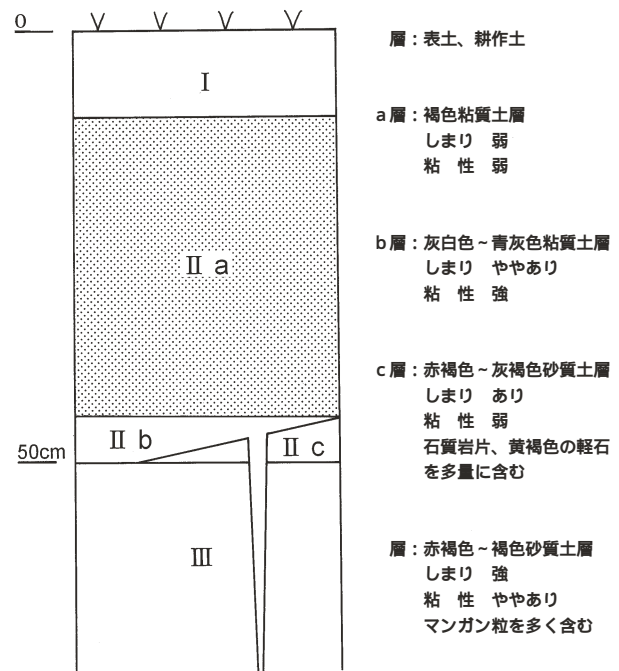 0
Ⅰ
Ⅱ a
Ⅱ b
Ⅱ c
50cm
Ⅲ
層：表土、耕作土
a層：褐色粘質土層
しまり　弱
粘　性　弱
b層：灰白色～青灰色粘質土層
しまり　ややあり
粘　性　強
c層：赤褐色～灰褐色砂質土層
しまり　あり
粘　性　弱
石質岩片、黄褐色の軽石
を多量に含む
層：赤褐色～褐色砂質土層
しまり　強
粘　性　ややあり
マンガン粒を多く含む